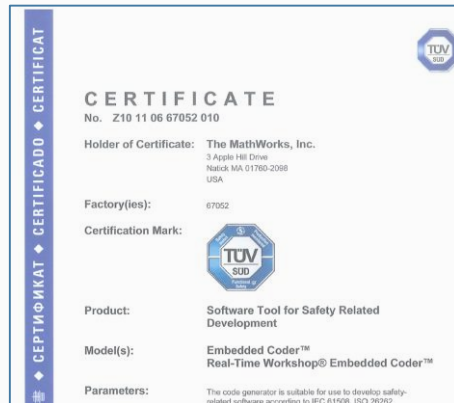 書 ◆ СЕРТИФИКАТ ◆ CERTIFICADO ◆ CERTIFICAT
TÜV
SÜD
CERTIFICATE
No. Z10 11 06 67052 010
Holder of Certificate: The MathWorks, Inc.
3 Apple Hill Drive
Natick MA 01760-2098
USA
Factory(ies): 67052
Certification Mark:
TÜV
SÜD
Functional
Safety
Product: Software Tool for Safety Related
Development
Model(s): Embedded Coder™
Real-Time Workshop® Embedded Coder™
Parameters: The code generator is suitable for use to develop safety-
related software according to IEC 61508, ISO 26262